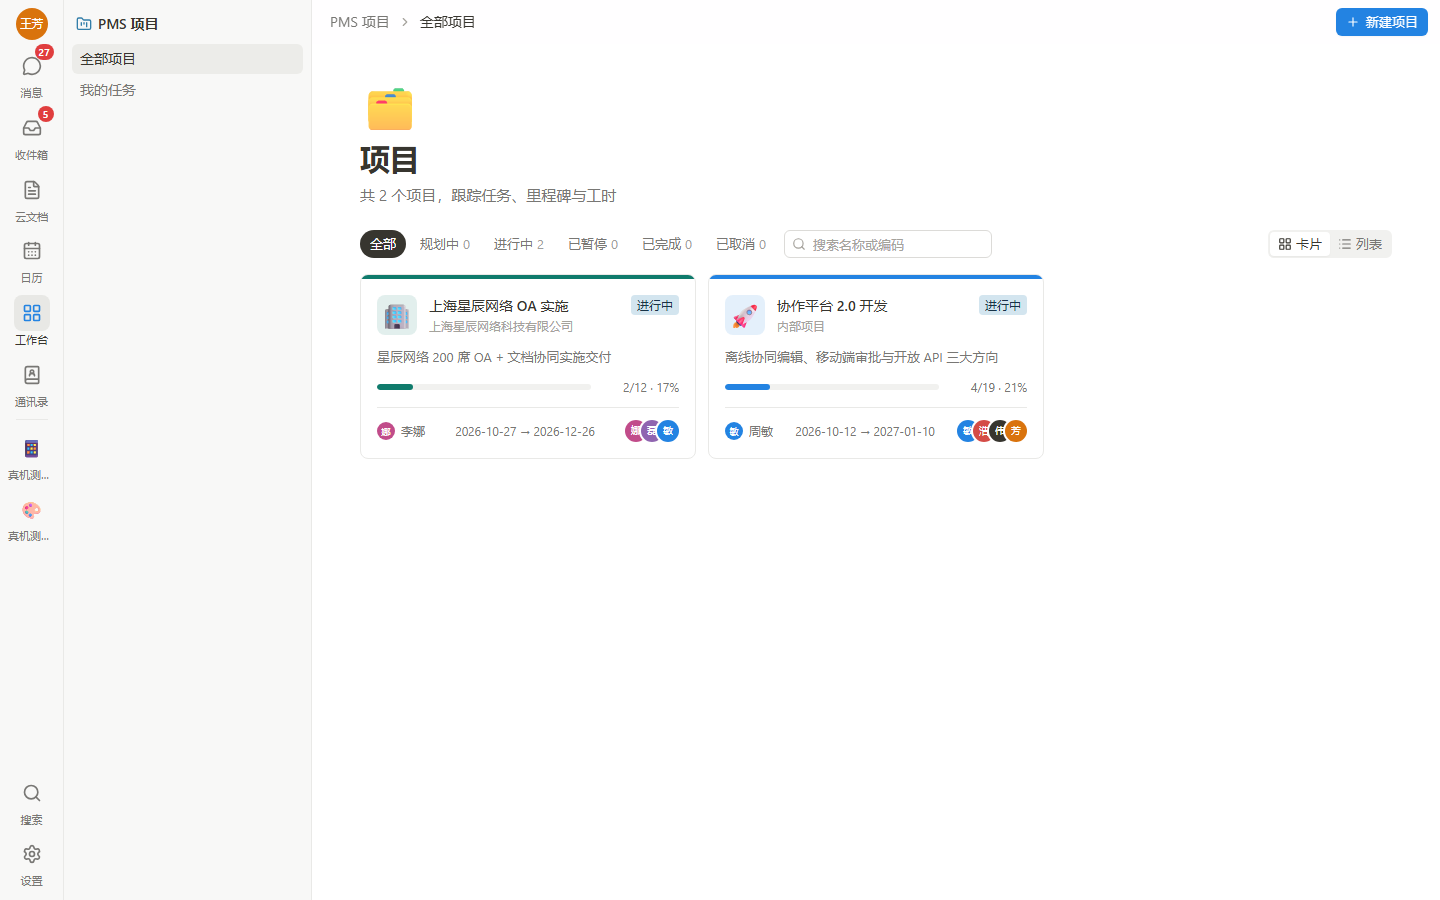 王芳
27
消息
5
收件箱
云文档
日历
工作台
通讯录
真机测...
真机测...
搜索
设置
PMS 项目
全部项目
我的任务
PMS 项目 > 全部项目
+ 新建项目
项目
共 2 个项目，跟踪任务、里程碑与工时
全部 规划中 0 进行中 2 已暂停 0 已完成 0 已取消 0 搜索名称或编码 卡片 列表
上海星辰网络 OA 实施 进行中
上海星辰网络科技有限公司
星辰网络 200 席 OA + 文档协同实施交付
2/12 · 17%
娜 李娜 2026-10-27 → 2026-12-26 娜 磊 敏
协作平台 2.0 开发 进行中
内部项目
离线协同编辑、移动端审批与开放 API 三大方向
4/19 · 21%
敏 周敏 2026-10-12 → 2027-01-10 敏 伟 芳